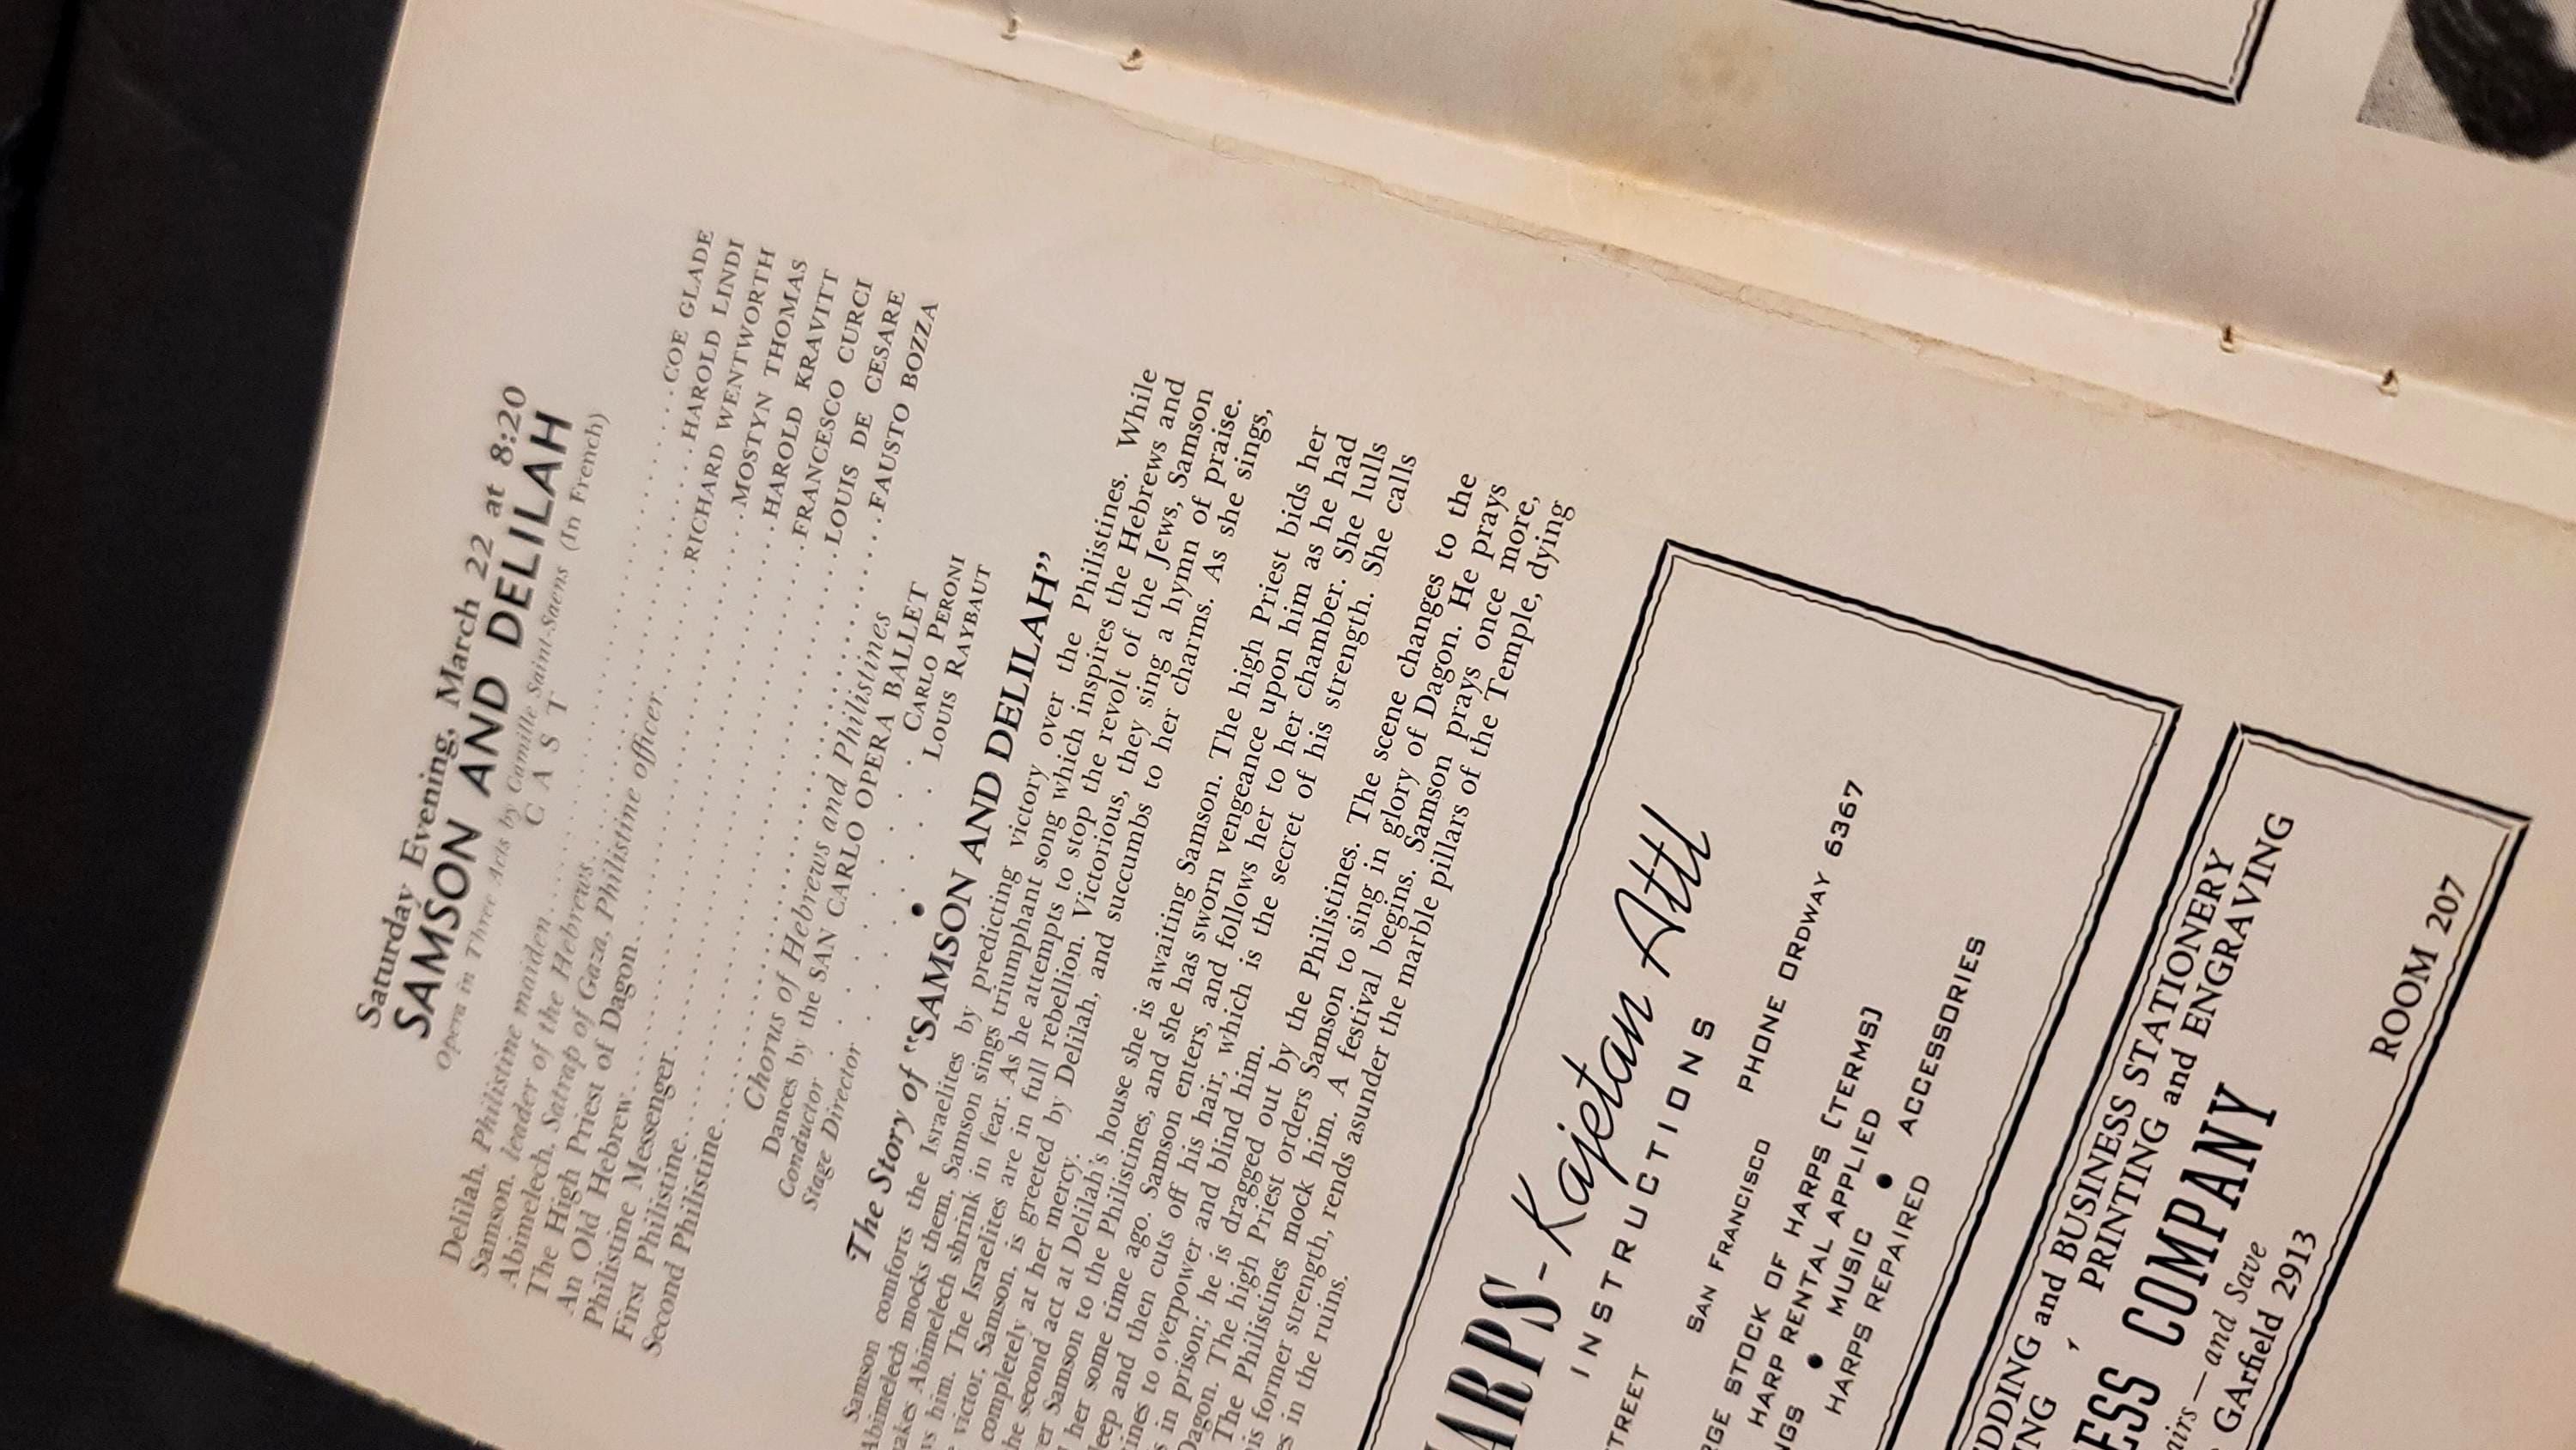 Saturday Evening, March 22 at 8:20
SAMSON AND DELILAH
Opera in Three Acts by Camille Saint-Saens (In French)
C A S T
Delilah, Philistine maiden....................COE GLADE
Samson, leader of the Hebrews....................HAROLD LINDI
Abimelech, Satrap of Gaza, Philistine officer..........RICHARD WENTWORTH
The High Priest of Dagon....................MOSTYN THOMAS
An Old Hebrew....................HAROLD KRAVITT
Philistine Messenger....................FRANCESCO CURCI
First Philistine....................LOUIS DE CESARE
Second Philistine....................FAUSTO BOZZA
Chorus of Hebrews and Philistines
Dances by the SAN CARLO OPERA BALLET
Conductor . . . . . CARLO PERONI
Stage Director . . . . . LOUIS RAYBAUT
•
The Story of "SAMSON AND DELILAH"
Samson comforts the Israelites by predicting victory over the Philistines. While
Abimelech mocks them, Samson sings triumphant song which inspires the Hebrews and
makes Abimelech shrink in fear. As he attempts to stop the revolt of the Jews, Samson
him. The Israelites are in full rebellion. Victorious, they sing a hymn of praise.
victor, Samson, is greeted by Delilah, and succumbs to her charms. As she sings,
completely at her mercy.
the second act at Delilah's house she is awaiting Samson. The high Priest bids her
Samson to the Philistines, and she has sworn vengeance upon him as he had
her some time ago. Samson enters, and follows her to her chamber. She lulls
and then cuts off his hair, which is the secret of his strength. She calls
to overpower and blind him.
in prison; he is dragged out by the Philistines. The scene changes to the
Dagon. The high Priest orders Samson to sing in glory of Dagon. He prays
The Philistines mock him. A festival begins. Samson prays once more,
his former strength, rends asunder the marble pillars of the Temple, dying
in the ruins.
HARPS-Kajetan Attl
INSTRUCTIONS
STREET SAN FRANCISCO PHONE ORDWAY 6367
STOCK OF HARPS (TERMS)
HARP RENTAL APPLIED
• MUSIC • ACCESSORIES
HARPS REPAIRED
and BUSINESS STATIONERY
PRINTING and ENGRAVING
COMPANY
—and Save
GArfield 2913 ROOM 207